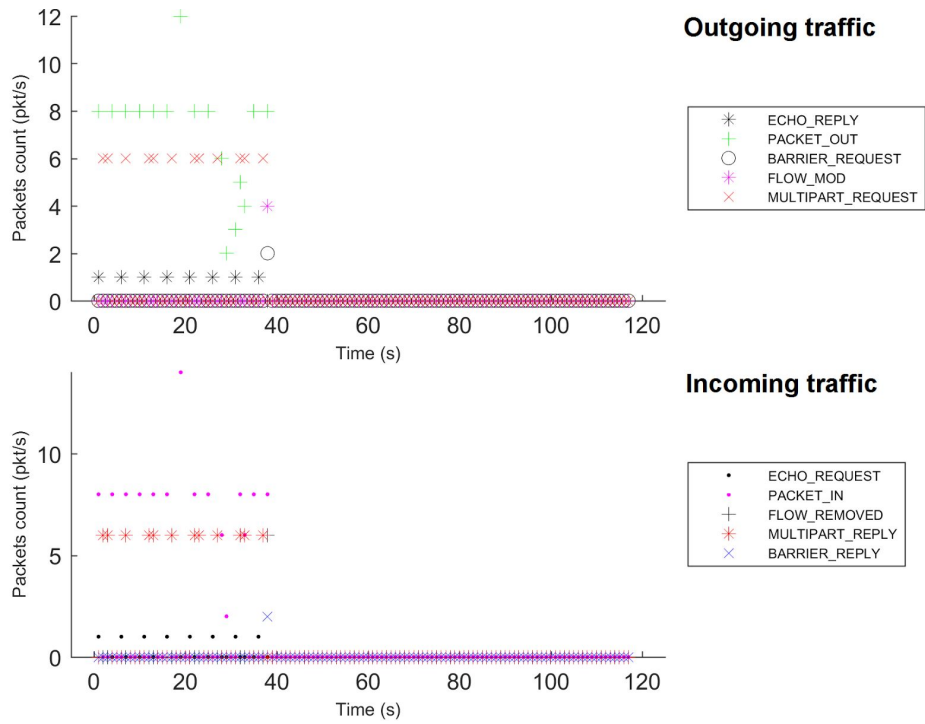 Outgoing traffic
12
10
8
6
4
2
0
Packets count (pkt/s)
0 20 40 60 80 100 120
Time (s)
ECHO_REPLY
PACKET_OUT
BARRIER_REQUEST
FLOW_MOD
MULTIPART_REQUEST
Incoming traffic
10
5
0
Packets count (pkt/s)
0 20 40 60 80 100 120
Time (s)
ECHO_REQUEST
PACKET_IN
FLOW_REMOVED
MULTIPART_REPLY
BARRIER_REPLY